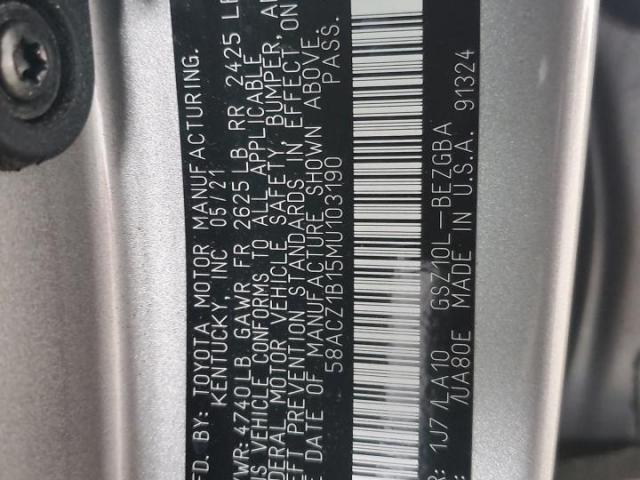 MFD. BY: TOYOTA MOTOR MANUFACTURING.
KENTUCKY, INC 05/21
GVWR: 4740LB GAWR FR 2625 LB RR 2425 LB
THIS VEHICLE CONFORMS TO ALL APPLICABLE
FEDERAL MOTOR VEHICLE SAFETY, BUMPER, AND
THEFT PREVENTION STANDARDS IN EFFECT ON
THE DATE OF MANUFACTURE SHOWN ABOVE.
58ACZ1B15MU103190 PASS.
1J7/LA10 GSZ10L-BEZGBA
7UA80E MADE IN U.S.A. 91324